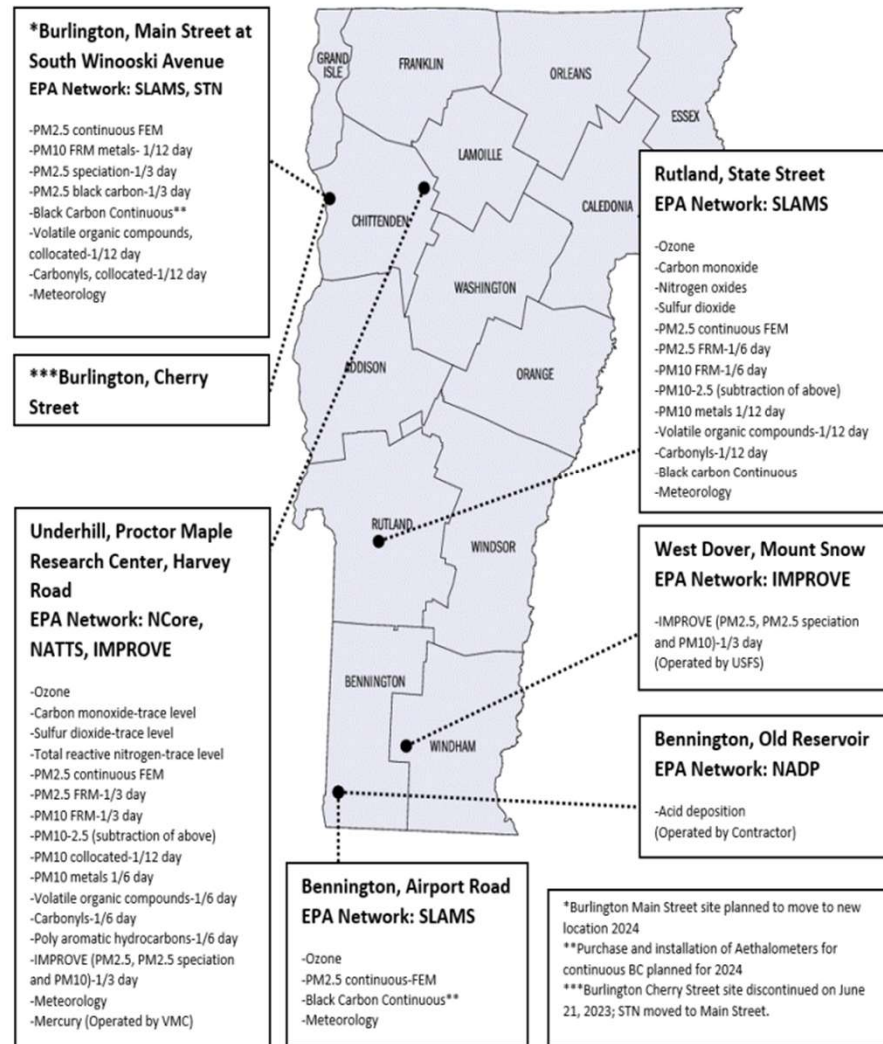 *Burlington, Main Street at
South Winooski Avenue
EPA Network: SLAMS, STN
-PM2.5 continuous FEM
-PM10 FRM metals- 1/12 day
-PM2.5 speciation-1/3 day
-PM2.5 black carbon-1/3 day
-Black Carbon Continuous**
-Volatile organic compounds,
collocated-1/12 day
-Carbonyls, collocated-1/12 day
-Meteorology
***Burlington, Cherry
Street
Underhill, Proctor Maple
Research Center, Harvey
Road
EPA Network: NCore,
NATTS, IMPROVE
-Ozone
-Carbon monoxide-trace level
-Sulfur dioxide-trace level
-Total reactive nitrogen-trace level
-PM2.5 continuous FEM
-PM2.5 FRM-1/3 day
-PM10 FRM-1/3 day
-PM10-2.5 (subtraction of above)
-PM10 collocated-1/12 day
-PM10 metals 1/6 day
-Volatile organic compounds-1/6 day
-Carbonyls-1/6 day
-Poly aromatic hydrocarbons-1/6 day
-IMPROVE (PM2.5, PM2.5 speciation
and PM10)-1/3 day
-Meteorology
-Mercury (Operated by VMC)
GRAND
ISLE
FRANKLIN
ORLEANS
ESSEX
LAMOILLE
CALEDONIA
CHITTENDEN
WASHINGTON
ADDISON
ORANGE
RUTLAND
WINDSOR
BENNINGTON
WINDHAM
Rutland, State Street
EPA Network: SLAMS
-Ozone
-Carbon monoxide
-Nitrogen oxides
-Sulfur dioxide
-PM2.5 continuous FEM
-PM2.5 FRM-1/6 day
-PM10 FRM-1/6 day
-PM10-2.5 (subtraction of above)
-PM10 metals 1/12 day
-Volatile organic compounds-1/12 day
-Carbonyls-1/12 day
-Black carbon Continuous
-Meteorology
West Dover, Mount Snow
EPA Network: IMPROVE
-IMPROVE (PM2.5, PM2.5 speciation
and PM10)-1/3 day
(Operated by USFS)
Bennington, Old Reservoir
EPA Network: NADP
-Acid deposition
(Operated by Contractor)
Bennington, Airport Road
EPA Network: SLAMS
-Ozone
-PM2.5 continuous-FEM
-Black Carbon Continuous**
-Meteorology
*Burlington Main Street site planned to move to new
location 2024
**Purchase and installation of Aethalometers for
continuous BC planned for 2024
***Burlington Cherry Street site discontinued on June
21, 2023; STN moved to Main Street.